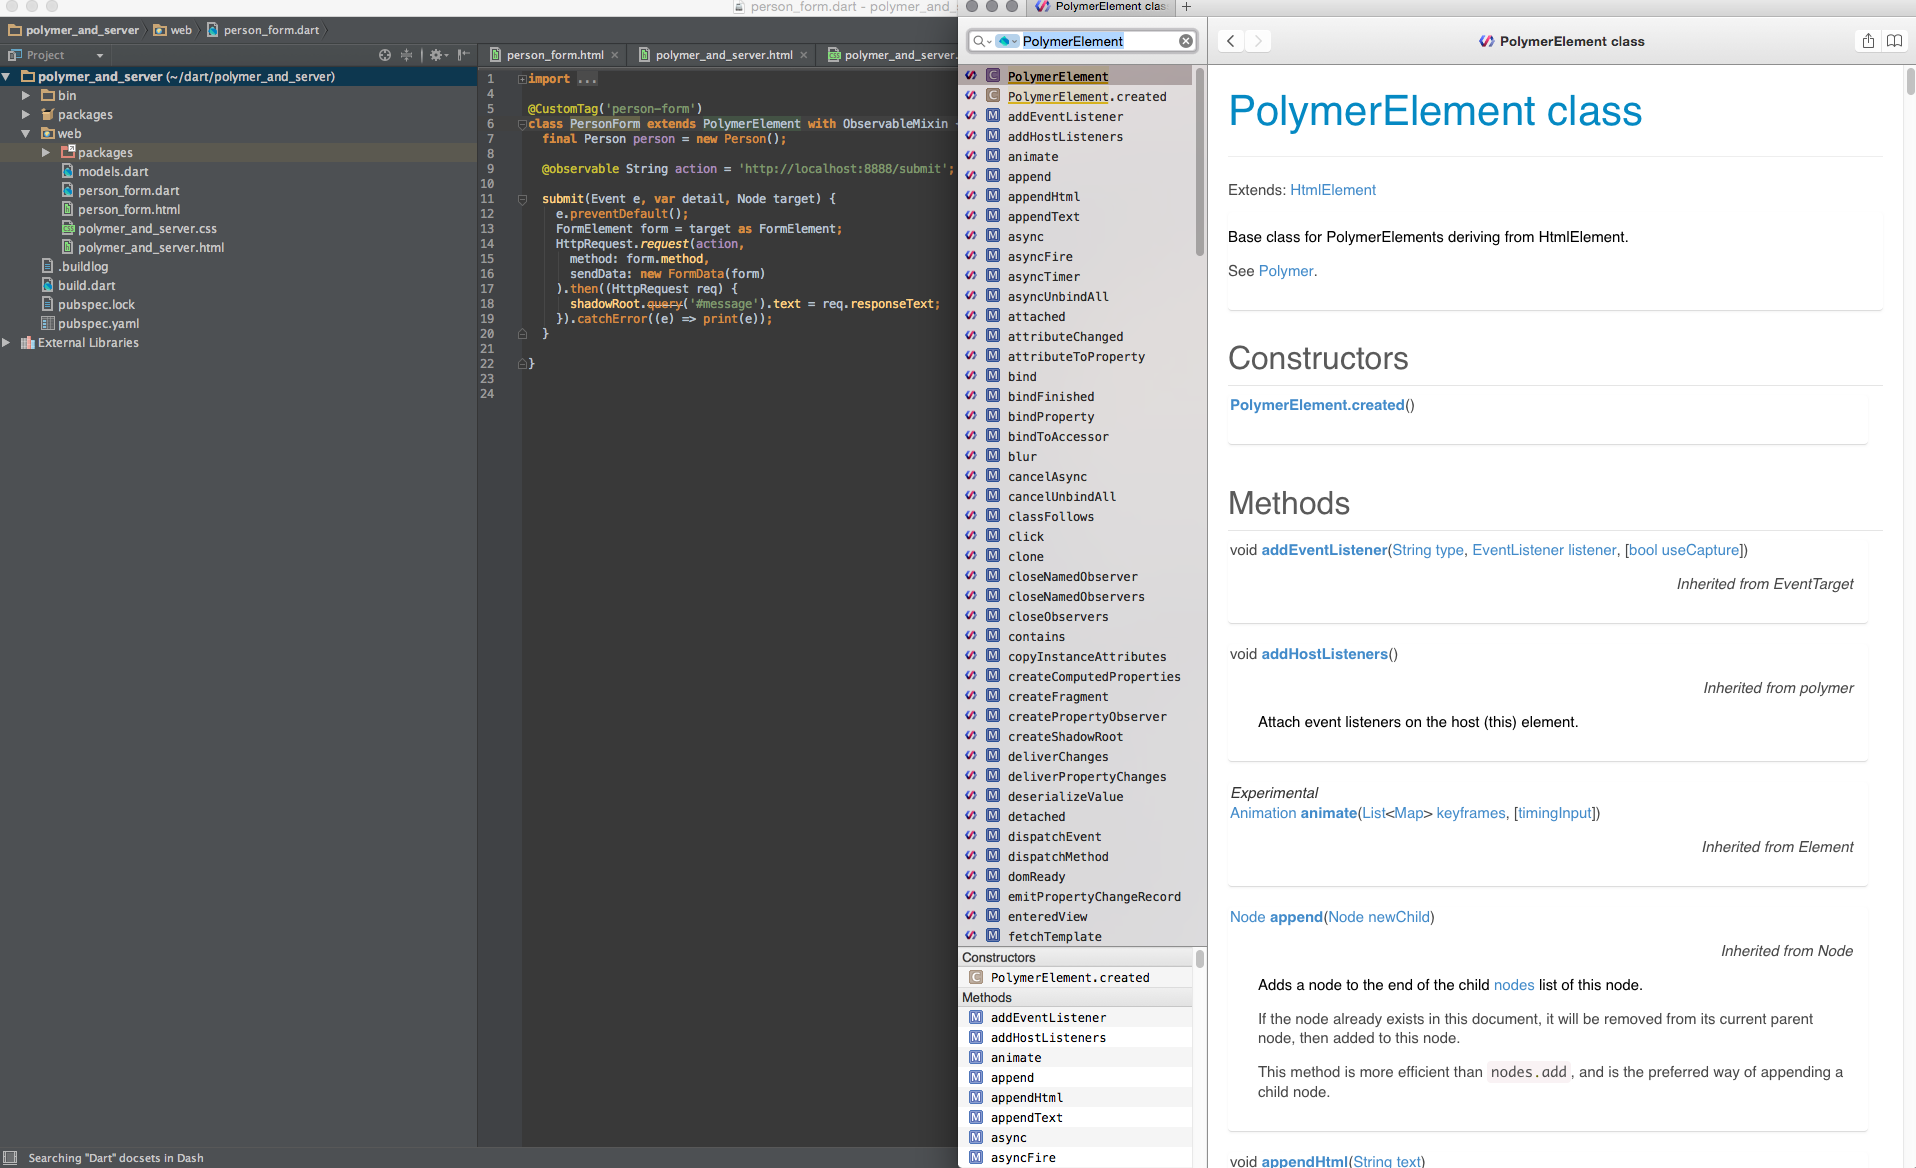 person_form.dart - polymer_and_
polymer_and_server
web
person_form.dart
Project
polymer_and_server (~/dart/polymer_and_server)
bin
packages
web
packages
models.dart
person_form.dart
person_form.html
polymer_and_server.css
polymer_and_server.html
.buildlog
build.dart
pubspec.lock
pubspec.yaml
External Libraries
Searching "Dart" docsets in Dash
person_form.html
polymer_and_server.html
polymer_and_server.
1 import ...
4
5 @CustomTag('person-form')
6 class PersonForm extends PolymerElement with ObservableMixin
7 final Person person = new Person();
8
9 @observable String action = 'http://localhost:8888/submit';
10
11 submit(Event e, var detail, Node target) {
12 e.preventDefault();
13 FormElement form = target as FormElement;
14 HttpRequest.request(action,
15 method: form.method,
16 sendData: new FormData(form)
17 ).then((HttpRequest req) {
18 shadowRoot.query('#message').text = req.responseText;
19 }).catchError((e) => print(e));
20 }
21
22 }
23
24
PolymerElement clas
PolymerElement
PolymerElement
PolymerElement.created
addEventListener
addHostListeners
animate
append
appendHtml
appendText
async
asyncFire
asyncTimer
asyncUnbindAll
attached
attributeChanged
attributeToProperty
bind
bindFinished
bindProperty
bindToAccessor
blur
cancelAsync
cancelUnbindAll
classFollows
click
clone
closeNamedObserver
closeNamedObservers
closeObservers
contains
copyInstanceAttributes
createComputedProperties
createFragment
createPropertyObserver
createShadowRoot
deliverChanges
deliverPropertyChanges
deserializeValue
detached
dispatchEvent
dispatchMethod
domReady
emitPropertyChangeRecord
enteredView
fetchTemplate
Constructors
PolymerElement.created
Methods
addEventListener
addHostListeners
animate
append
appendHtml
appendText
async
asyncFire
PolymerElement class
PolymerElement class
Extends: HtmlElement
Base class for PolymerElements deriving from HtmlElement.
See Polymer.
Constructors
PolymerElement.created()
Methods
void addEventListener(String type, EventListener listener, [bool useCapture])
Inherited from EventTarget
void addHostListeners()
Inherited from polymer
Attach event listeners on the host (this) element.
Experimental
Animation animate(List<Map> keyframes, [timingInput])
Inherited from Element
Node append(Node newChild)
Inherited from Node
Adds a node to the end of the child nodes list of this node.
If the node already exists in this document, it will be removed from its current parent
node, then added to this node.
This method is more efficient than nodes.add, and is the preferred way of appending a
child node.
void appendHtml(String text)